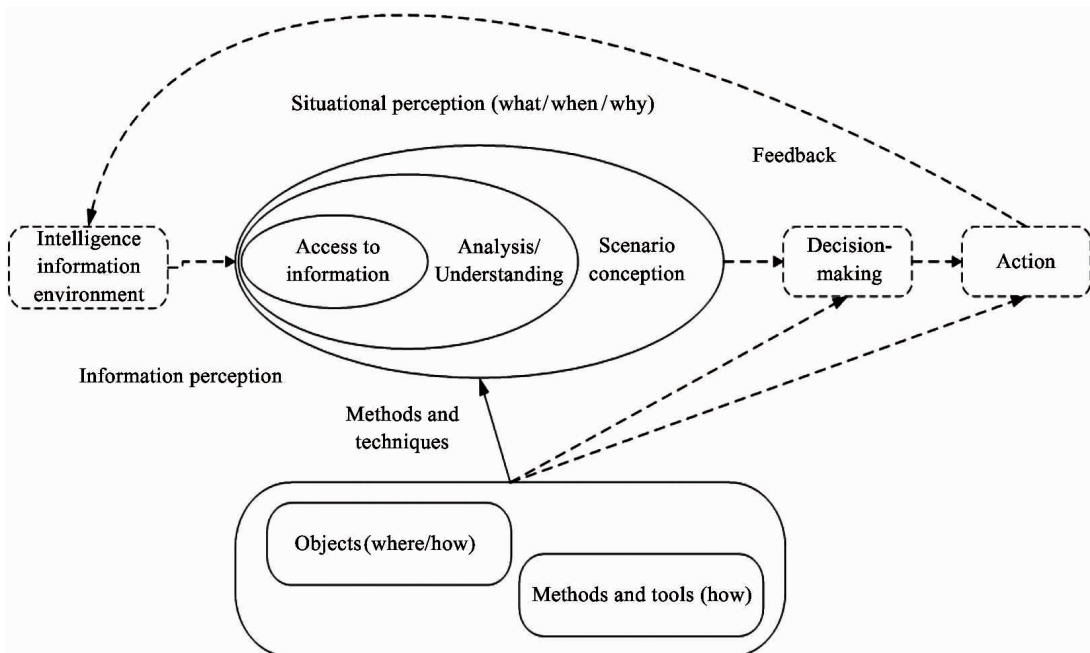 Situational perception (what/when/why)
Feedback
Intelligence
information
environment
Access to
information
Analysis/
Understanding
Scenario
conception
Decision-
making
Action
Information perception
Methods and
techniques
Objects (where/how)
Methods and tools (how)